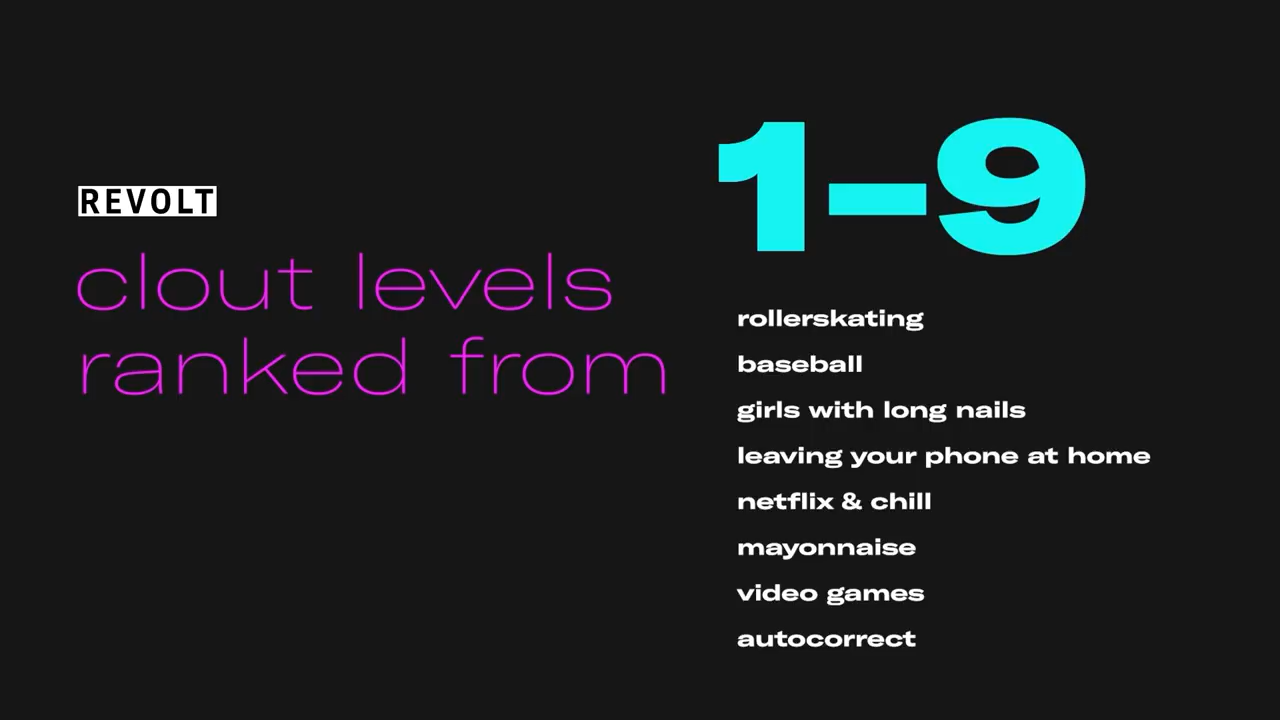 REVOLT
clout levels
ranked from
1–9
rollerskating
baseball
girls with long nails
leaving your phone at home
netflix & chill
mayonnaise
video games
autocorrect